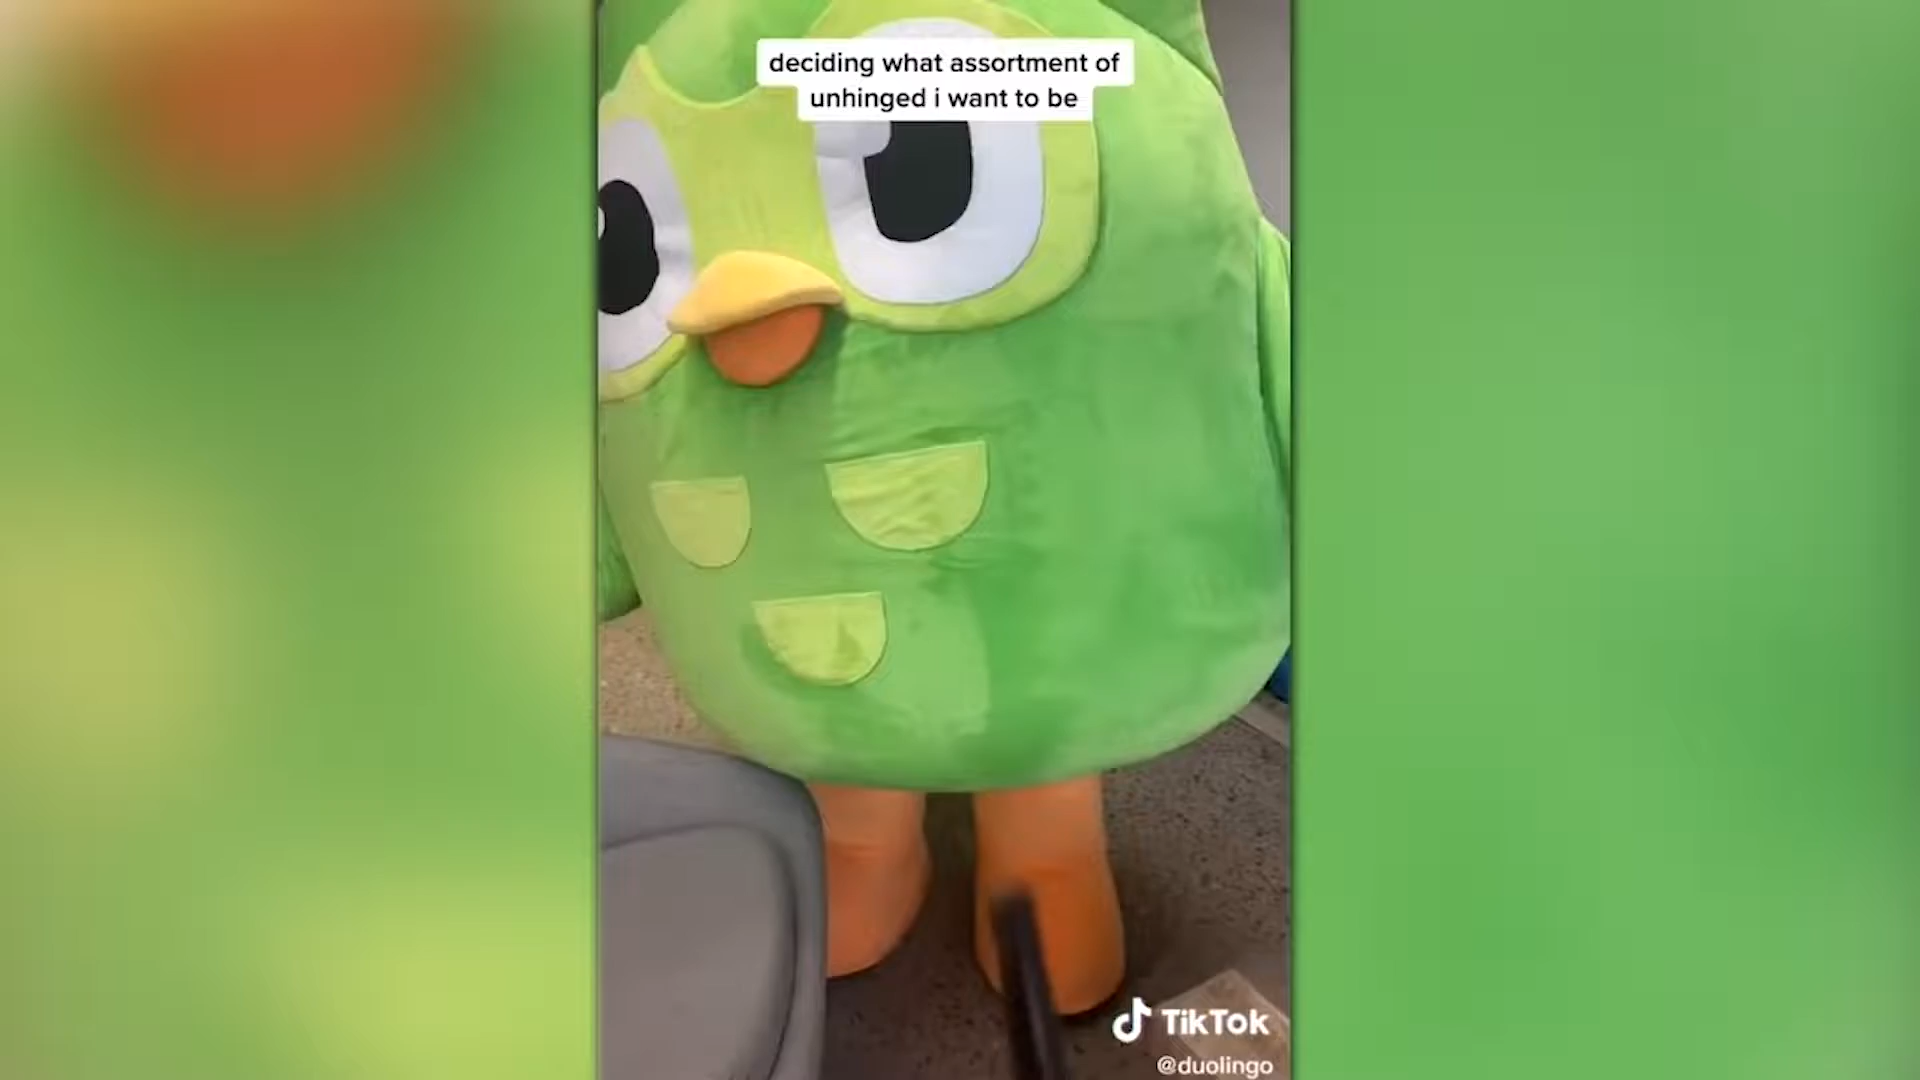 deciding what assortment of
unhinged i want to be
TikTok
@duolingo